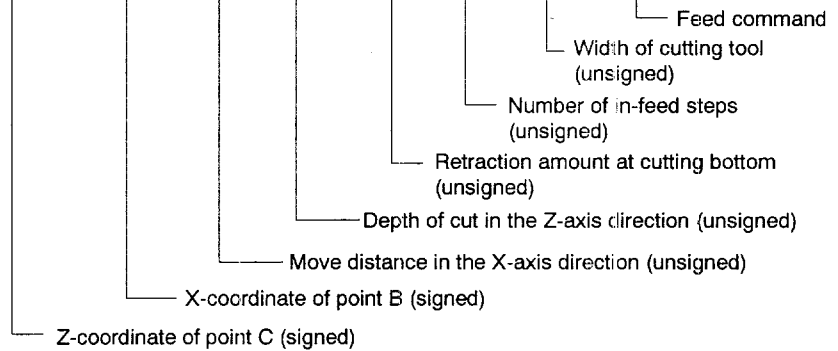 Feed command
Width of cutting tool
(unsigned)
Number of in-feed steps
(unsigned)
Retraction amount at cutting bottom
(unsigned)
Depth of cut in the Z-axis direction (unsigned)
Move distance in the X-axis direction (unsigned)
X-coordinate of point B (signed)
Z-coordinate of point C (signed)